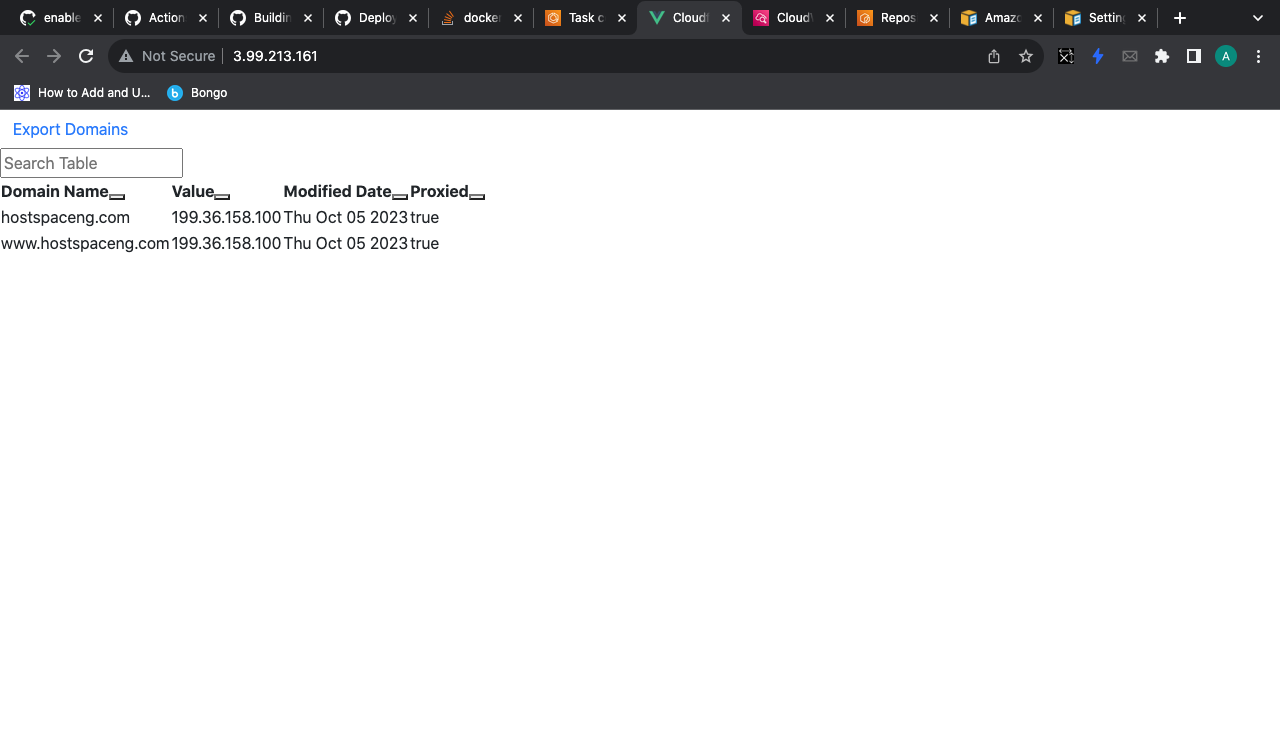 enable Action Buildin Deploy docker Task c Cloudf Cloud Repos Amazo Setting
Not Secure 3.99.213.161 A
How to Add and U... Bongo
Export Domains
Search Table
Domain Name Value Modified Date Proxied
hostspaceng.com 199.36.158.100 Thu Oct 05 2023 true
www.hostspaceng.com 199.36.158.100 Thu Oct 05 2023 true